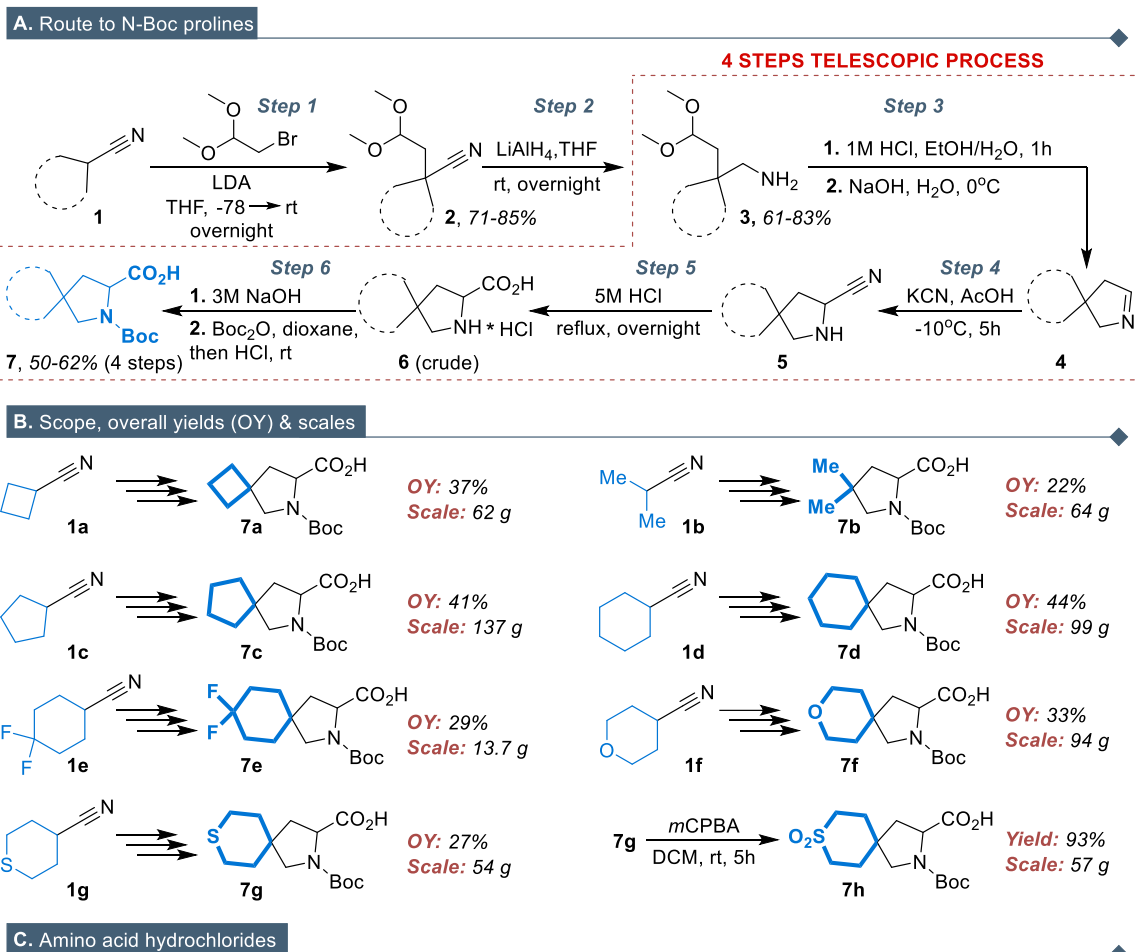 A. Route to N-Boc prolines
4 STEPS TELESCOPIC PROCESS
Step 1
Step 2
Step 3
N
1
O
O
Br
LDA
THF, -78 → rt
overnight
O
O
N
2, 71-85%
LiAlH4,THF
rt, overnight
O
O
NH2
3, 61-83%
1. 1M HCl, EtOH/H2O, 1h
2. NaOH, H2O, 0oC
Step 6
Step 5
Step 4
CO2H
N
Boc
7, 50-62% (4 steps)
1. 3M NaOH
2. Boc2O, dioxane,
then HCl, rt
CO2H
NH * HCl
6 (crude)
5M HCl
reflux, overnight
N
NH
5
KCN, AcOH
-10oC, 5h
N
4
B. Scope, overall yields (OY) & scales
N
1a
CO2H
N
Boc
7a
OY: 37%
Scale: 62 g
Me
Me
N
1b
Me
Me
CO2H
N
Boc
7b
OY: 22%
Scale: 64 g
N
1c
CO2H
N
Boc
7c
OY: 41%
Scale: 137 g
N
1d
CO2H
N
Boc
7d
OY: 44%
Scale: 99 g
N
F
F
1e
F
F
CO2H
N
Boc
7e
OY: 29%
Scale: 13.7 g
N
O
1f
O
CO2H
N
Boc
7f
OY: 33%
Scale: 94 g
N
S
1g
S
CO2H
N
Boc
7g
OY: 27%
Scale: 54 g
7g
mCPBA
DCM, rt, 5h
O2S
CO2H
N
Boc
7h
Yield: 93%
Scale: 57 g
C. Amino acid hydrochlorides